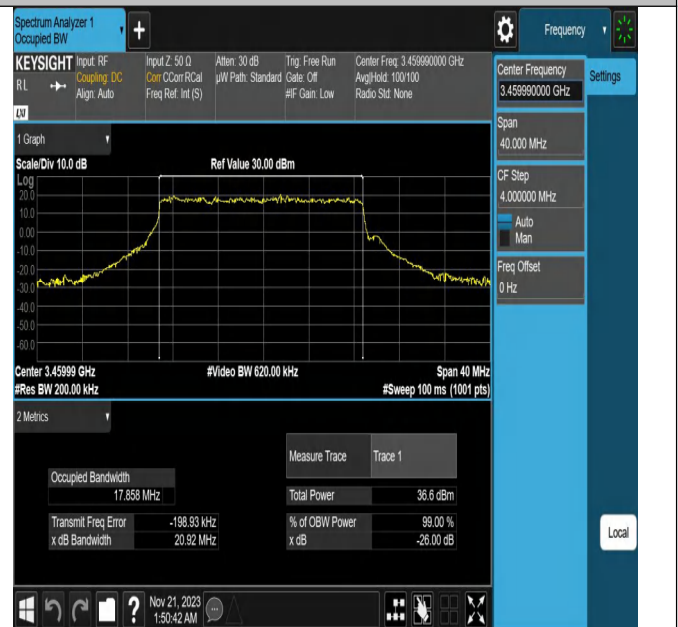 Spectrum Analyzer 1
Occupied BW
+
Frequency
KEYSIGHT Input: RF Input Z: 50 Ω Atten: 30 dB Trig: Free Run Center Freq: 3.459990000 GHz
RL Coupling: DC Corr CCorr RCal µW Path: Standard Gate: Off Avg|Hold: 100/100
Align: Auto Freq Ref: Int (S) #IF Gain: Low Radio Std: None
LXI
Center Frequency
3.459990000 GHz
Settings
Span
40.000 MHz
CF Step
4.000000 MHz
Auto
Man
Freq Offset
0 Hz
1 Graph
Scale/Div 10.0 dB Ref Value 30.00 dBm
Log
20.0
10.0
0.00
-10.0
-20.0
-30.0
-40.0
-50.0
-60.0
Center 3.45999 GHz #Video BW 620.00 kHz Span 40 MHz
#Res BW 200.00 kHz #Sweep 100 ms (1001 pts)
2 Metrics
Measure Trace Trace 1
Occupied Bandwidth
17.858 MHz Total Power 36.6 dBm
Transmit Freq Error -198.93 kHz % of OBW Power 99.00 %
x dB Bandwidth 20.92 MHz x dB -26.00 dB
Local
? Nov 21, 2023
1:50:42 AM